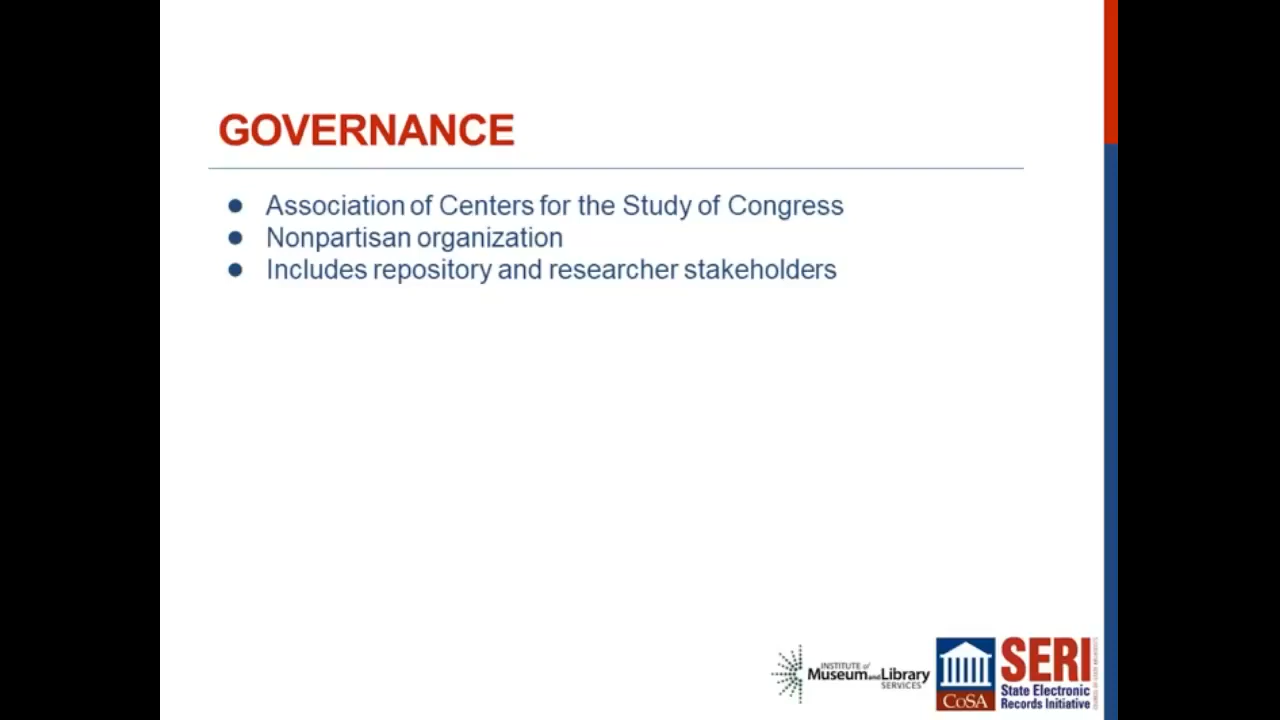 GOVERNANCE
● Association of Centers for the Study of Congress
● Nonpartisan organization
● Includes repository and researcher stakeholders
INSTITUTE of
Museum and Library
SERVICES
CoSA
SERI
State Electronic
Records Initiative